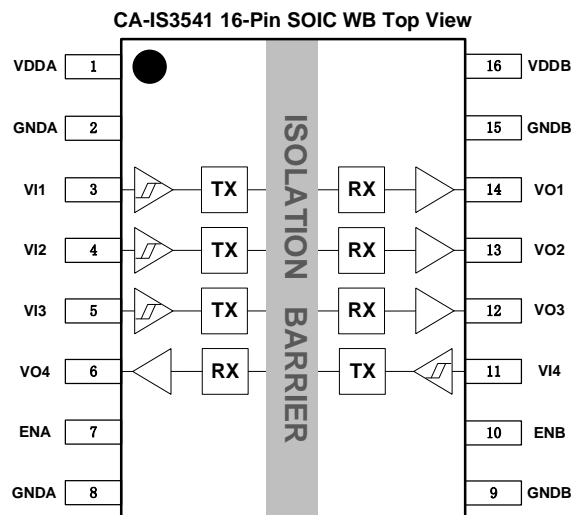 CA-IS3541 16-Pin SOIC WB Top View
VDDA 1 16 VDDB
GNDA 2 15 GNDB
VI1 3 TX RX 14 VO1
VI2 4 TX RX 13 VO2
VI3 5 TX RX 12 VO3
VO4 6 RX TX 11 VI4
ENA 7 10 ENB
GNDA 8 9 GNDB
ISOLATION BARRIER